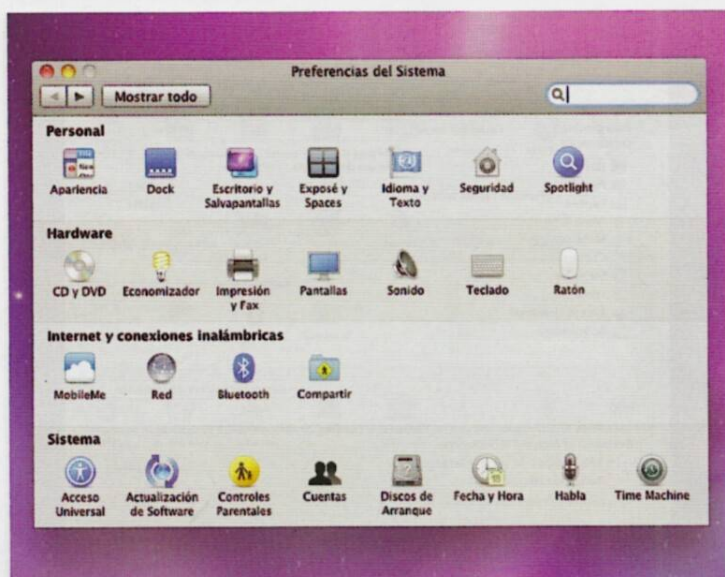 Preferencias del Sistema
Mostrar todo
Personal
Apariencia Dock Escritorio y Salvapantallas Exposé y Spaces Idioma y Texto Seguridad Spotlight
Hardware
CD y DVD Economizador Impresión y Fax Pantallas Sonido Teclado Ratón
Internet y conexiones inalámbricas
MobileMe Red Bluetooth Compartir
Sistema
Acceso Universal Actualización de Software Controles Parentales Cuentas Discos de Arranque Fecha y Hora Habla Time Machine